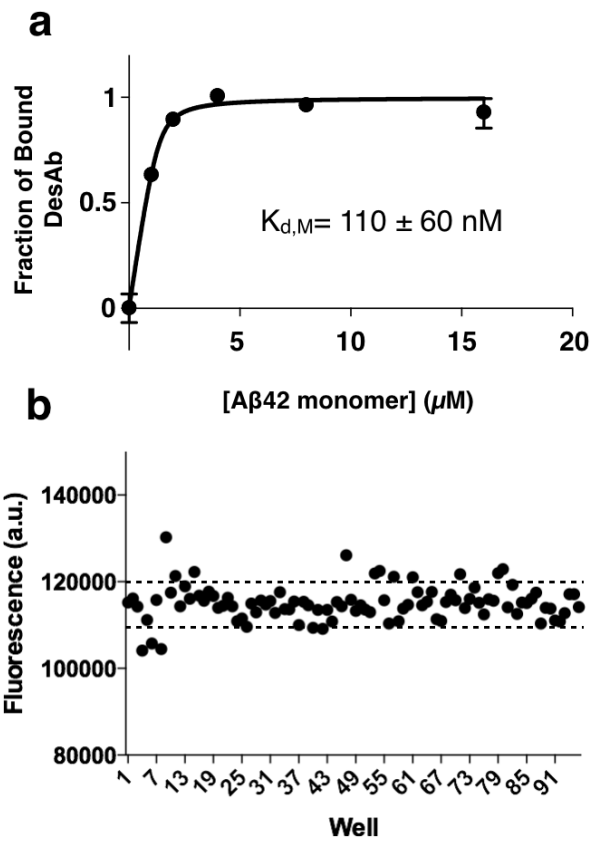 a
Fraction of Bound
DesAb
1
0.5
0
K_d,M= 110 ± 60 nM
5 10 15 20
[Aβ42 monomer] (µM)
b
Fluorescence (a.u.)
140000
120000
100000
80000
1 7 13 19 25 31 37 43 49 55 61 67 73 79 85 91
Well